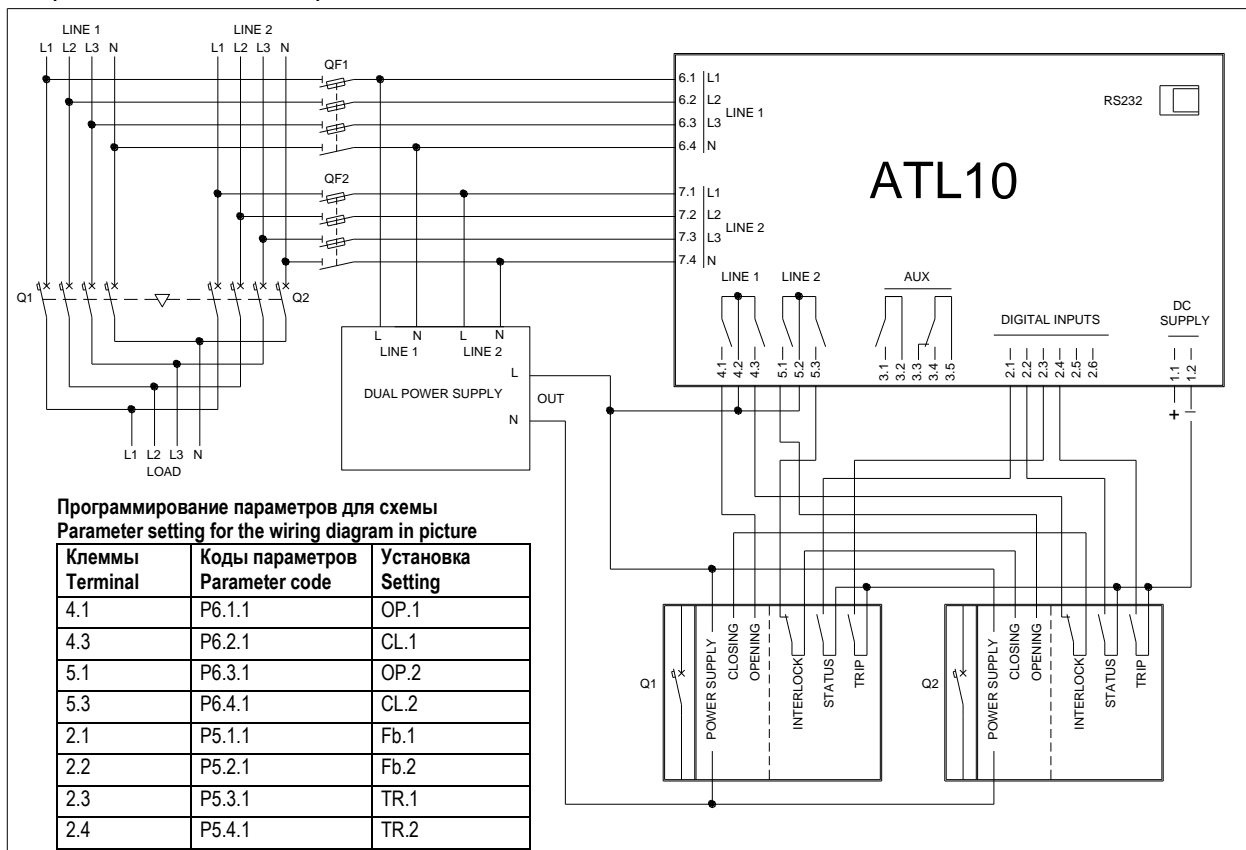 LINE 1 LINE 2
L1 L2 L3 N L1 L2 L3 N
QF1
6.1 L1
6.2 L2
LINE 1
6.3 L3
6.4 N
RS232
ATL10
QF2
7.1 L1
7.2 L2
LINE 2
7.3 L3
7.4 N
LINE 1 LINE 2 AUX
DIGITAL INPUTS
DC
SUPPLY
4.1 4.2 4.3 5.1 5.2 5.3 3.1 3.2 3.3 3.4 3.5 2.1 2.2 2.3 2.4 2.5 2.6 1.1 1.2
+ –
Q1 Q2
L N L N
LINE 1 LINE 2
L
DUAL POWER SUPPLY
OUT
N
L1 L2 L3 N
LOAD
Программирование параметров для схемы
Parameter setting for the wiring diagram in picture
Клеммы Коды параметров Установка
Terminal Parameter code Setting
4.1 P6.1.1 OP.1
4.3 P6.2.1 CL.1
5.1 P6.3.1 OP.2
5.3 P6.4.1 CL.2
2.1 P5.1.1 Fb.1
2.2 P5.2.1 Fb.2
2.3 P5.3.1 TR.1
2.4 P5.4.1 TR.2
Q1 POWER SUPPLY CLOSING OPENING INTERLOCK STATUS TRIP
Q2 POWER SUPPLY CLOSING OPENING INTERLOCK STATUS TRIP